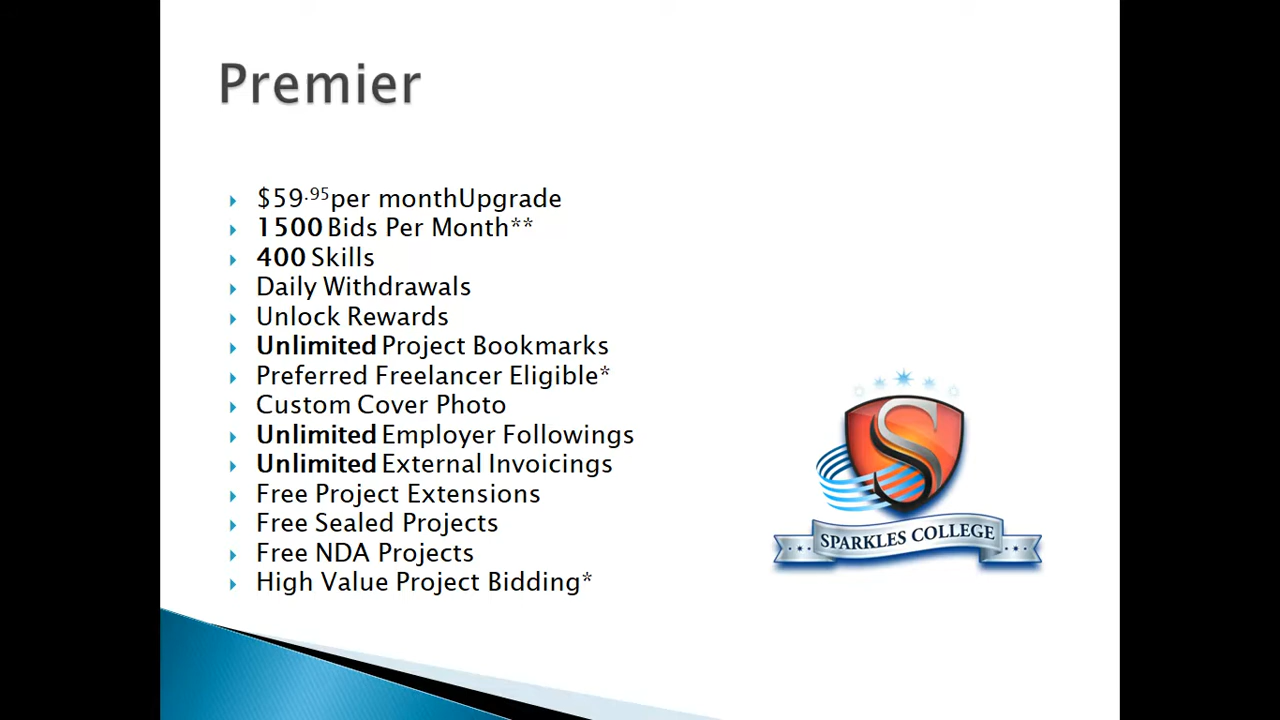 Premier
$59.95per monthUpgrade
1500 Bids Per Month**
400 Skills
Daily Withdrawals
Unlock Rewards
Unlimited Project Bookmarks
Preferred Freelancer Eligible*
Custom Cover Photo
Unlimited Employer Followings
Unlimited External Invoicings
Free Project Extensions
Free Sealed Projects
Free NDA Projects
High Value Project Bidding*
S
SPARKLES COLLEGE